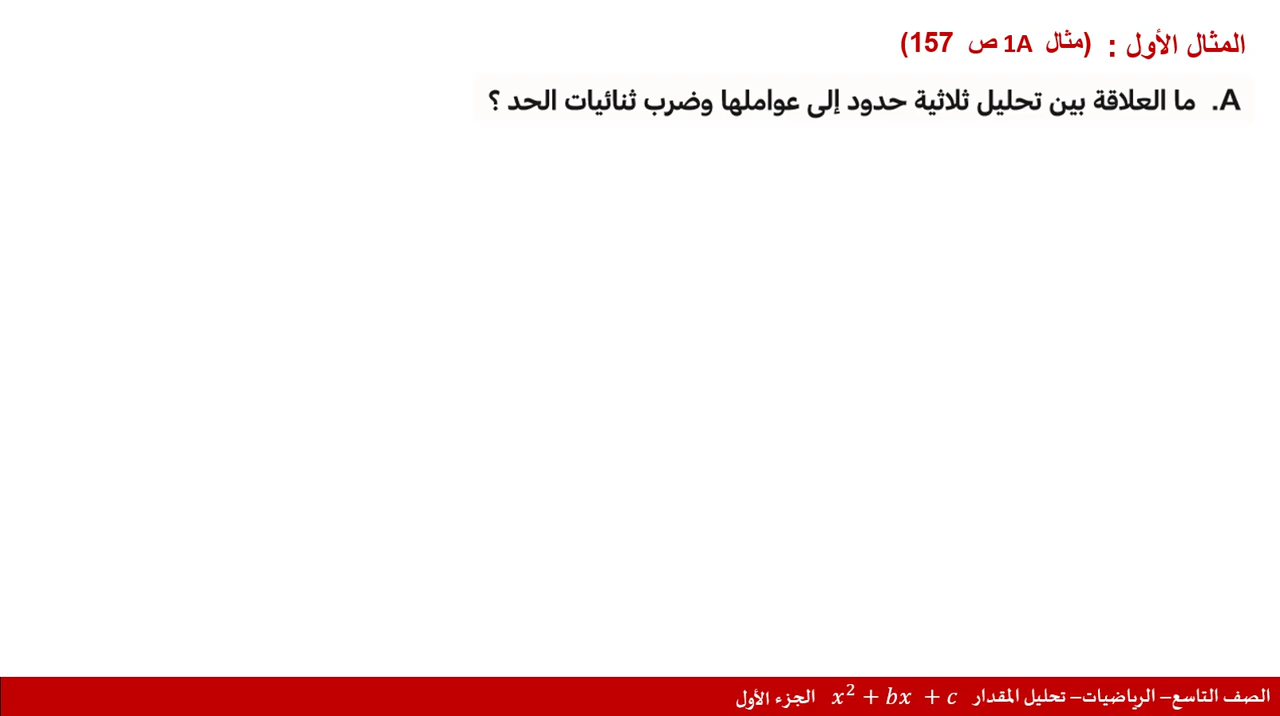 المثال الأول : (مثال 1A ص 157)
A. ما العلاقة بين تحليل ثلاثية حدود إلى عواملها وضرب ثنائيات الحد ؟
الصف التاسع– الرياضيات– تحليل المقدار x² + bx + c الجزء الأول